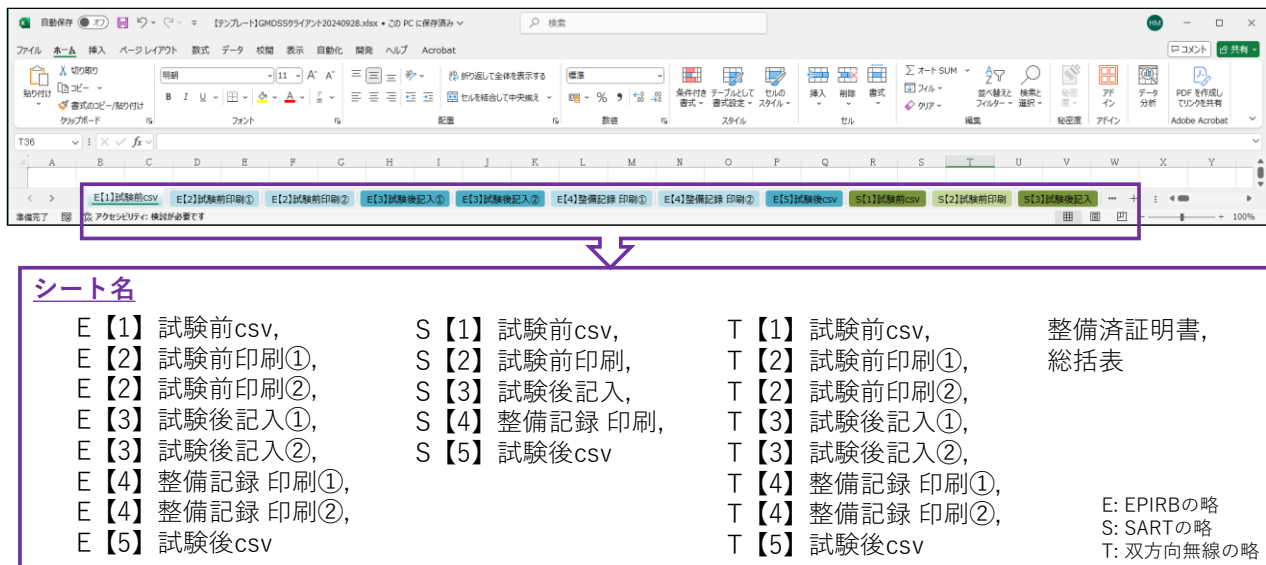 自動保存 オフ 【テンプレート】GMDSSクライアント20240928.xlsx • この PC に保存済み 検索 HM
ファイル ホーム 挿入 ページ レイアウト 数式 データ 校閲 表示 自動化 開発 ヘルプ Acrobat コメント 共有
貼り付け 切り取り コピー 書式のコピー/貼り付け 明朝 11 B I U 折り返して全体を表示する セルを結合して中央揃え 標準 % 条件付き書式 テーブルとして書式設定 セルのスタイル 挿入 削除 書式 オート SUM フィル クリア 並べ替えとフィルター 検索と選択 秘密度 アドイン データ分析 PDF を作成してリンクを共有
クリップボード フォント 配置 数値 スタイル セル 編集 秘密度 アドイン Adobe Acrobat
T36 fx
A B C D E F G H I J K L M N O P Q R S T U V W X Y
E【1】試験前csv E【2】試験前印刷① E【2】試験前印刷② E【3】試験後記入① E【3】試験後記入② E【4】整備記録 印刷① E【4】整備記録 印刷② E【5】試験後csv S【1】試験前csv S【2】試験前印刷 S【3】試験後記入 ...
準備完了 アクセシビリティ: 検討が必要です 100%
シート名
E【1】試験前csv,
E【2】試験前印刷①,
E【2】試験前印刷②,
E【3】試験後記入①,
E【3】試験後記入②,
E【4】整備記録 印刷①,
E【4】整備記録 印刷②,
E【5】試験後csv
S【1】試験前csv,
S【2】試験前印刷,
S【3】試験後記入,
S【4】整備記録 印刷,
S【5】試験後csv
T【1】試験前csv,
T【2】試験前印刷①,
T【2】試験前印刷②,
T【3】試験後記入①,
T【3】試験後記入②,
T【4】整備記録 印刷①,
T【4】整備記録 印刷②,
T【5】試験後csv
整備済証明書,
総括表
E: EPIRBの略
S: SARTの略
T: 双方向無線の略